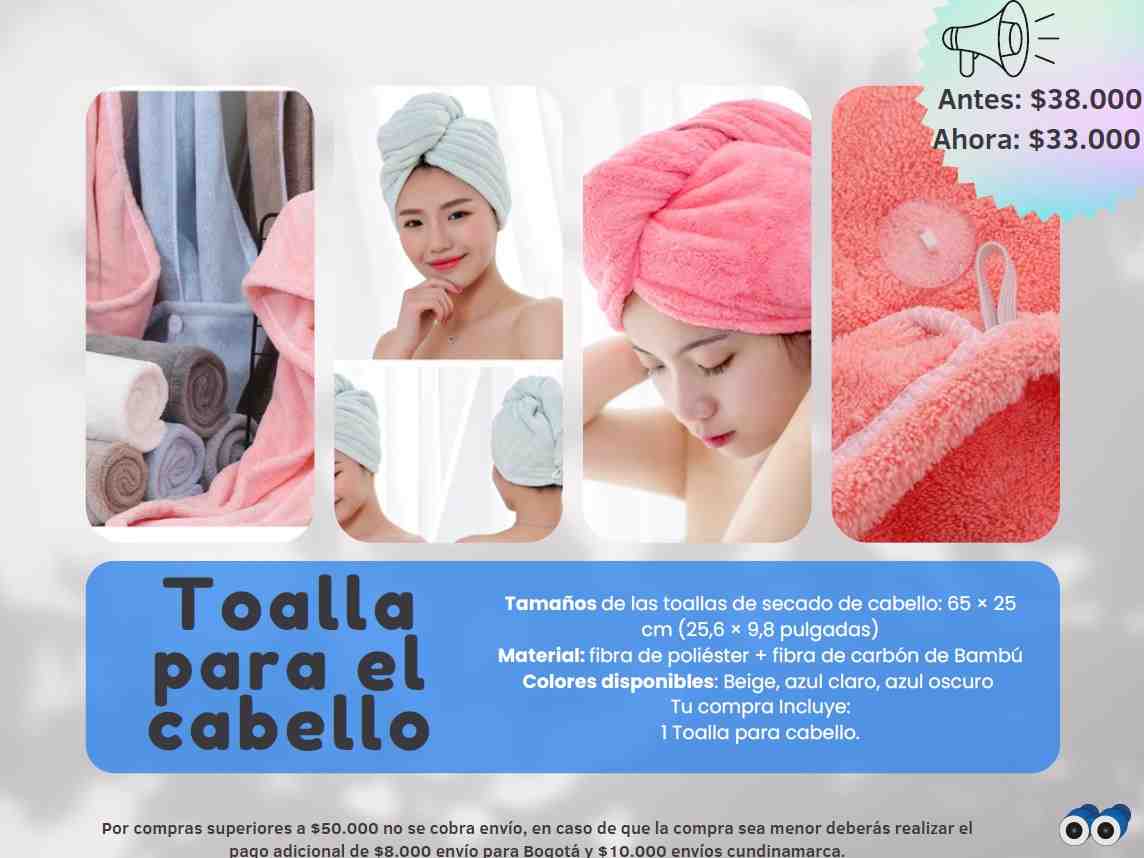 Antes: $38.000
Ahora: $33.000
Toalla
para el
cabello
Tamaños de las toallas de secado de cabello: 65 × 25
cm (25,6 × 9,8 pulgadas)
Material: fibra de poliéster + fibra de carbón de Bambú
Colores disponibles: Beige, azul claro, azul oscuro
Tu compra Incluye:
1 Toalla para cabello.
Por compras superiores a $50.000 no se cobra envío, en caso de que la compra sea menor deberás realizar el
pago adicional de $8.000 envío para Bogotá y $10.000 envíos cundinamarca.